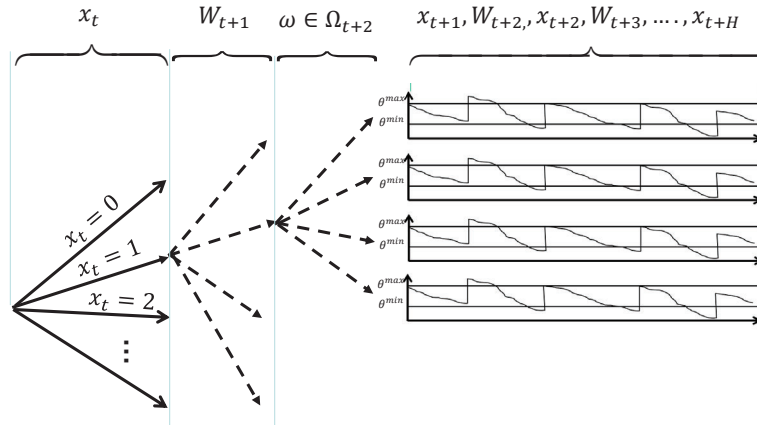 x_t
W_{t+1}
ω ∈ Ω_{t+2}
x_{t+1}, W_{t+2,}, x_{t+2}, W_{t+3}, … . , x_{t+H}
θ^{max}
θ^{min}
θ^{max}
θ^{min}
θ^{max}
θ^{min}
θ^{max}
θ^{min}
x_t = 0
x_t = 1
x_t = 2
⋮